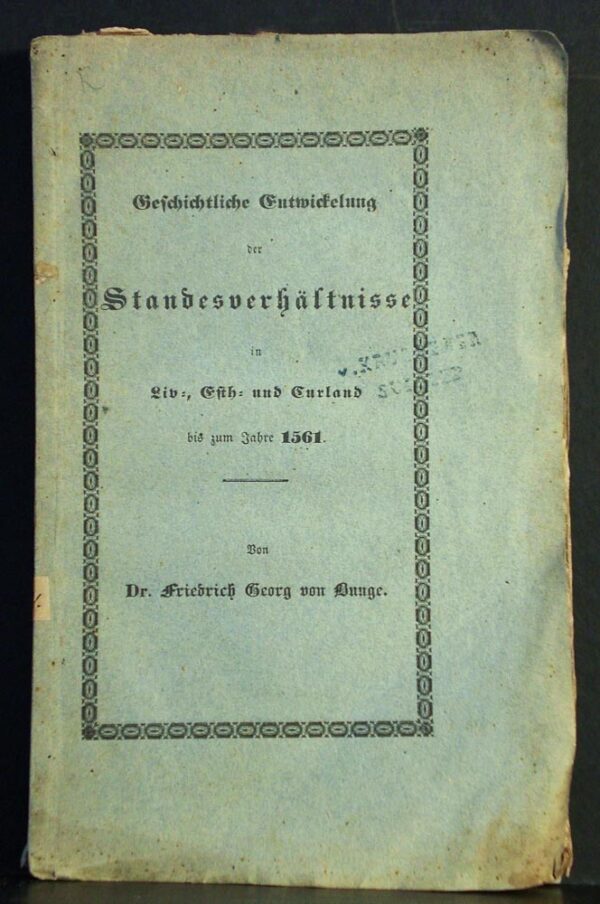 Geschichtliche Entwickelung
der
Standesverhältnisse
in
Liv-, Esth- und Curland
bis zum Jahre 1561.
Von
Dr. Friedrich Georg von Bunge.